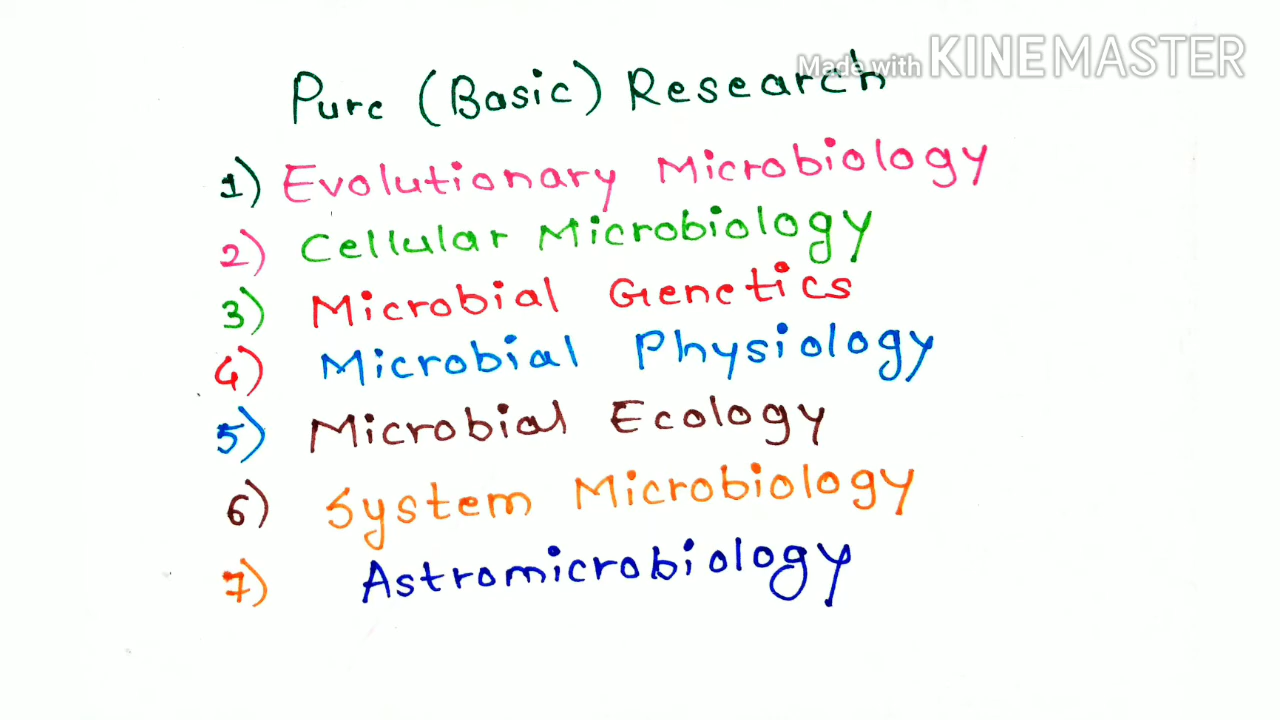 Made with KINEMASTER
Pure (Basic) Research
1) Evolutionary Microbiology
2) Cellular Microbiology
3) Microbial Genetics
4) Microbial Physiology
5) Microbial Ecology
6) System Microbiology
7) Astromicrobiology